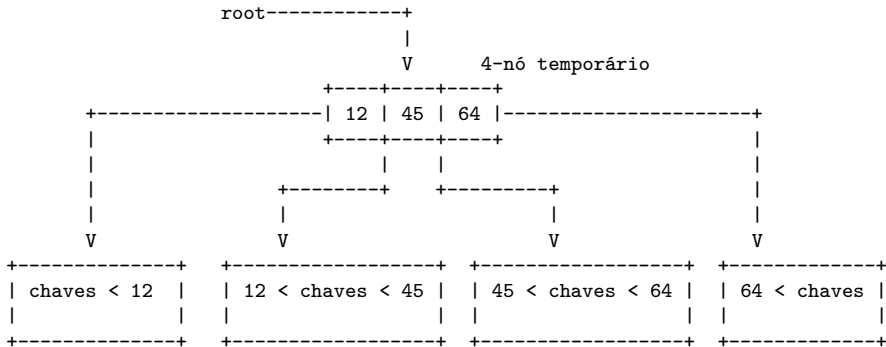 root
4-nó temporário
12 | 45 | 64
chaves < 12 | 12 < chaves < 45 | 45 < chaves < 64 | 64 < chaves